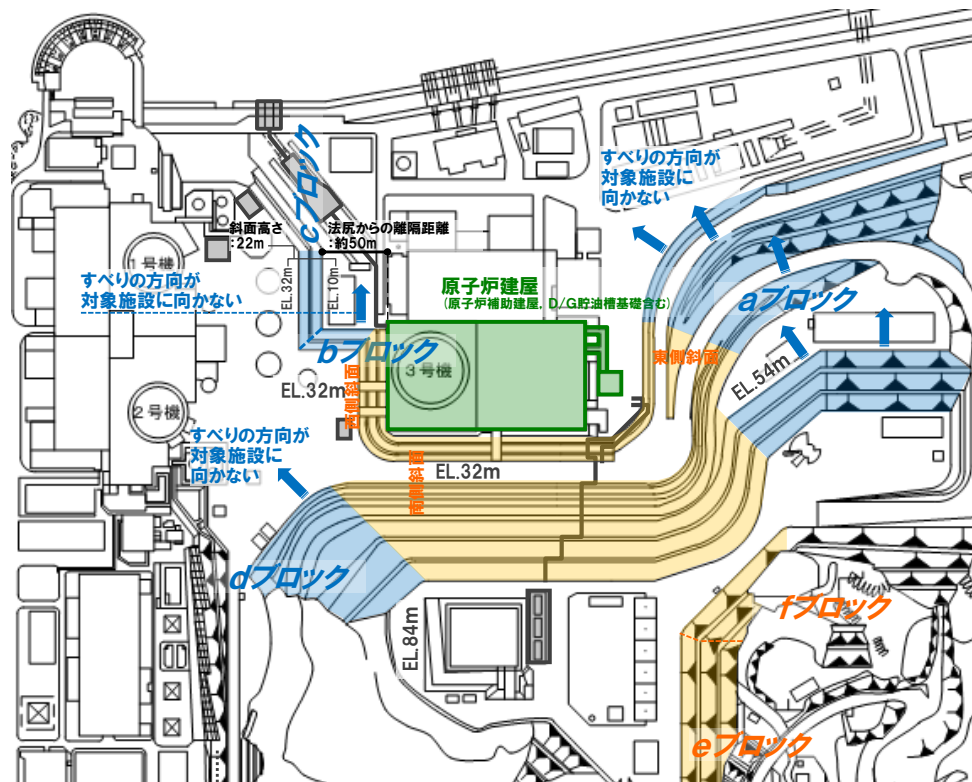 すべりの方向が
対象施設に
向かない
cブロック
斜面高さ
:22m
法尻からの離隔距離
:約50m
1号機
EL.32m
EL.10m
すべりの方向が
対象施設に向かない
原子炉建屋
(原子炉補助建屋, D/G貯油槽基礎含む)
aブロック
bブロック
東側斜面
3号機
EL.32m
西側斜面
EL.54m
2号機
すべりの方向が
対象施設に
向かない
EL.32m
南側斜面
dブロック
fブロック
EL.84m
eブロック